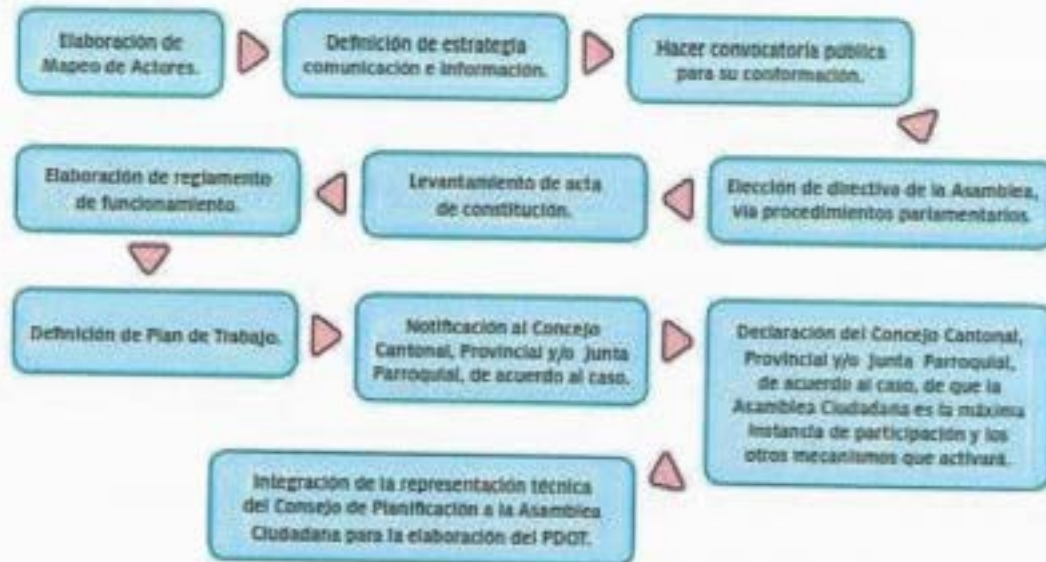 Elaboración de
Mapeo de Actores.
Definición de estrategia
comunicación e información.
Hacer convocatoria pública
para su conformación.
Elección de directiva de la Asamblea,
vía procedimientos parlamentarios.
Levantamiento de acta
de constitución.
Elaboración de reglamento
de funcionamiento.
Definición de Plan de Trabajo.
Notificación al Concejo
Cantonal, Provincial y/o Junta
Parroquial, de acuerdo al caso.
Declaración del Concejo Cantonal,
Provincial y/o Junta Parroquial,
de acuerdo al caso, de que la
Asamblea Ciudadana es la máxima
instancia de participación y los
otros mecanismos que activará.
Integración de la representación técnica
del Consejo de Planificación a la Asamblea
Ciudadana para la elaboración del PDOT.